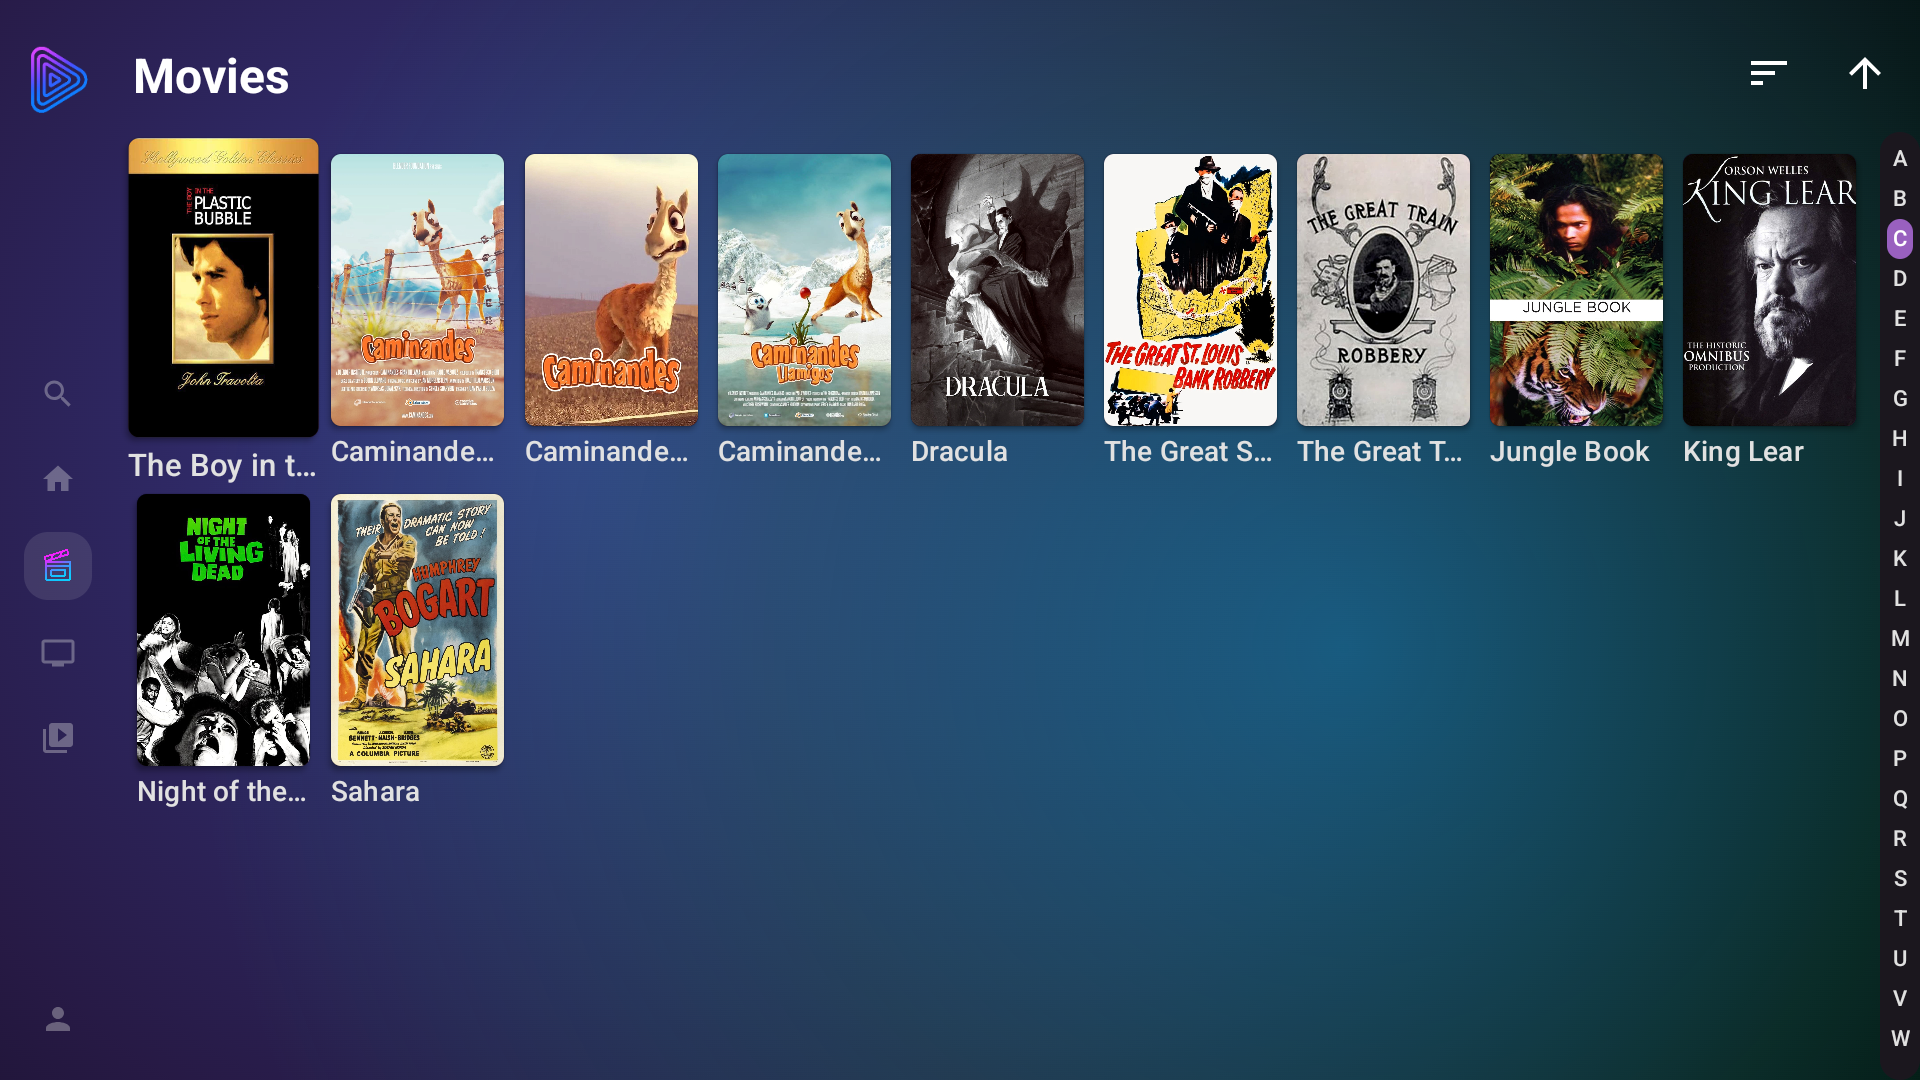 Movies
Hollywood Golden Classics
THE BOY IN THE
PLASTIC
BUBBLE
John Travolta
The Boy in t...
Caminandes
Caminande...
Caminandes
Caminande...
Caminandes
Llamigos
Caminande...
DRACULA
Dracula
THE GREAT ST. LOUIS
BANK ROBBERY
The Great S...
THE GREAT TRAIN
ROBBERY
The Great T...
JUNGLE BOOK
Jungle Book
ORSON WELLES
KING LEAR
THE HISTORIC
OMNIBUS
PRODUCTION
King Lear
NIGHT
OF THE
LIVING
DEAD
Night of the...
THEIR DRAMATIC STORY
CAN NOW
BE TOLD!
HUMPHREY
BOGART
SAHARA
BENNETT · NAISH · BRIDGES
A COLUMBIA PICTURE
Sahara
A
B
C
D
E
F
G
H
I
J
K
L
M
N
O
P
Q
R
S
T
U
V
W